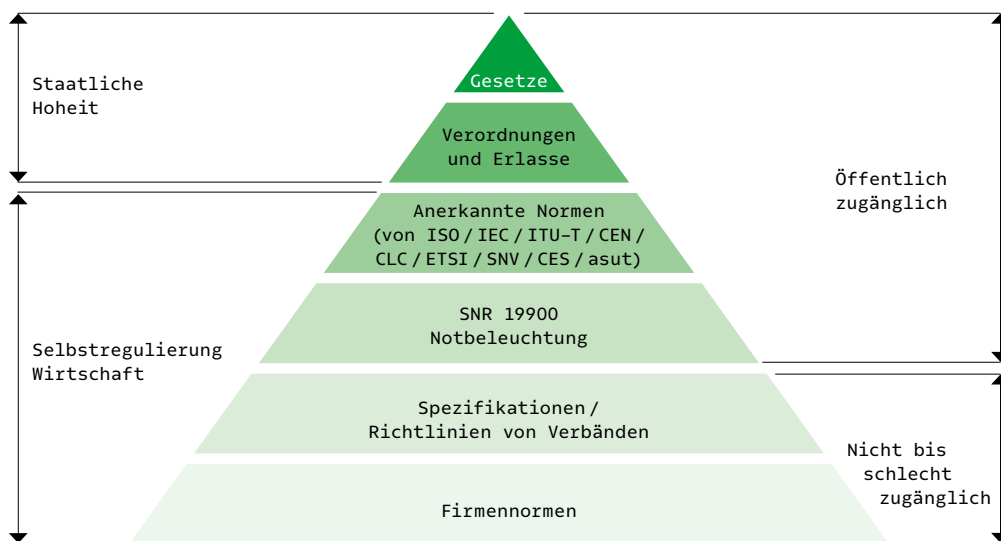 Gesetze
Staatliche
Hoheit
Verordnungen
und Erlasse
Öffentlich
zugänglich
Anerkannte Normen
(von ISO / IEC / ITU–T / CEN /
CLC / ETSI / SNV / CES / asut)
SNR 19900
Notbeleuchtung
Selbstregulierung
Wirtschaft
Spezifikationen /
Richtlinien von Verbänden
Nicht bis
schlecht
zugänglich
Firmennormen